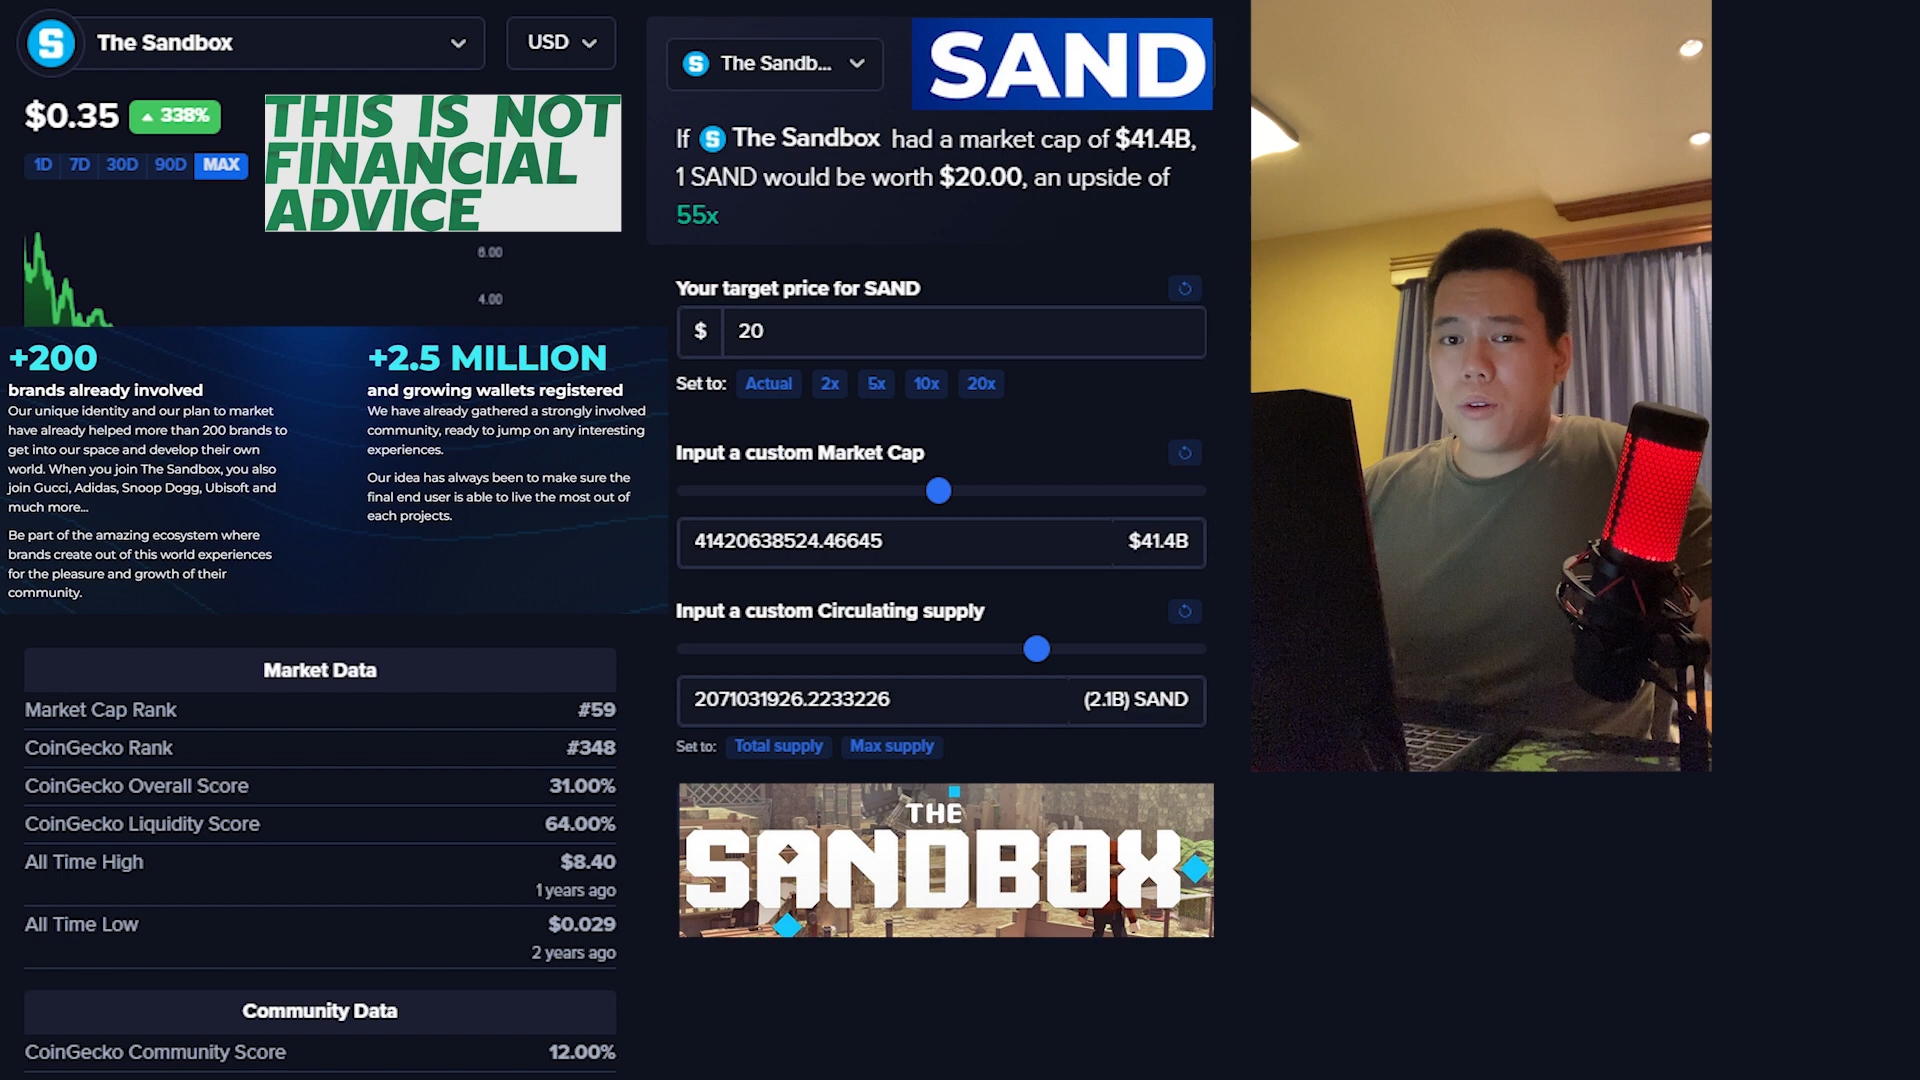 The Sandbox
USD
$0.35
338%
1D 7D 30D 90D MAX
THIS IS NOT
FINANCIAL
ADVICE
6.00
4.00
+200
brands already involved
Our unique identity and our plan to market
have already helped more than 200 brands to
get into our space and develop their own
world. When you join The Sandbox, you also
join Gucci, Adidas, Snoop Dogg, Ubisoft and
much more...
Be part of the amazing ecosystem where
brands create out of this world experiences
for the pleasure and growth of their
community.
+2.5 MILLION
and growing wallets registered
We have already gathered a strongly involved
community, ready to jump on any interesting
experiences.
Our idea has always been to make sure the
final end user is able to live the most out of
each projects.
Market Data
Market Cap Rank #59
CoinGecko Rank #348
CoinGecko Overall Score 31.00%
CoinGecko Liquidity Score 64.00%
All Time High $8.40
1 years ago
All Time Low $0.029
2 years ago
Community Data
CoinGecko Community Score 12.00%
The Sandb...
SAND
If The Sandbox had a market cap of $41.4B,
1 SAND would be worth $20.00, an upside of
55x
Your target price for SAND
$ 20
Set to: Actual 2x 5x 10x 20x
Input a custom Market Cap
41420638524.46645 $41.4B
Input a custom Circulating supply
2071031926.2233226 (2.1B) SAND
Set to: Total supply Max supply
THE
SANDBOX